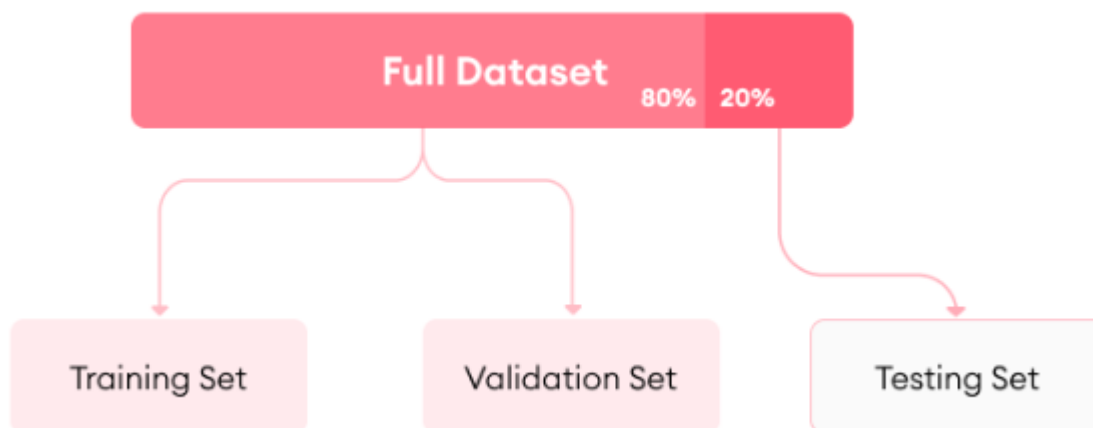 Full Dataset
80% 20%
Training Set
Validation Set
Testing Set